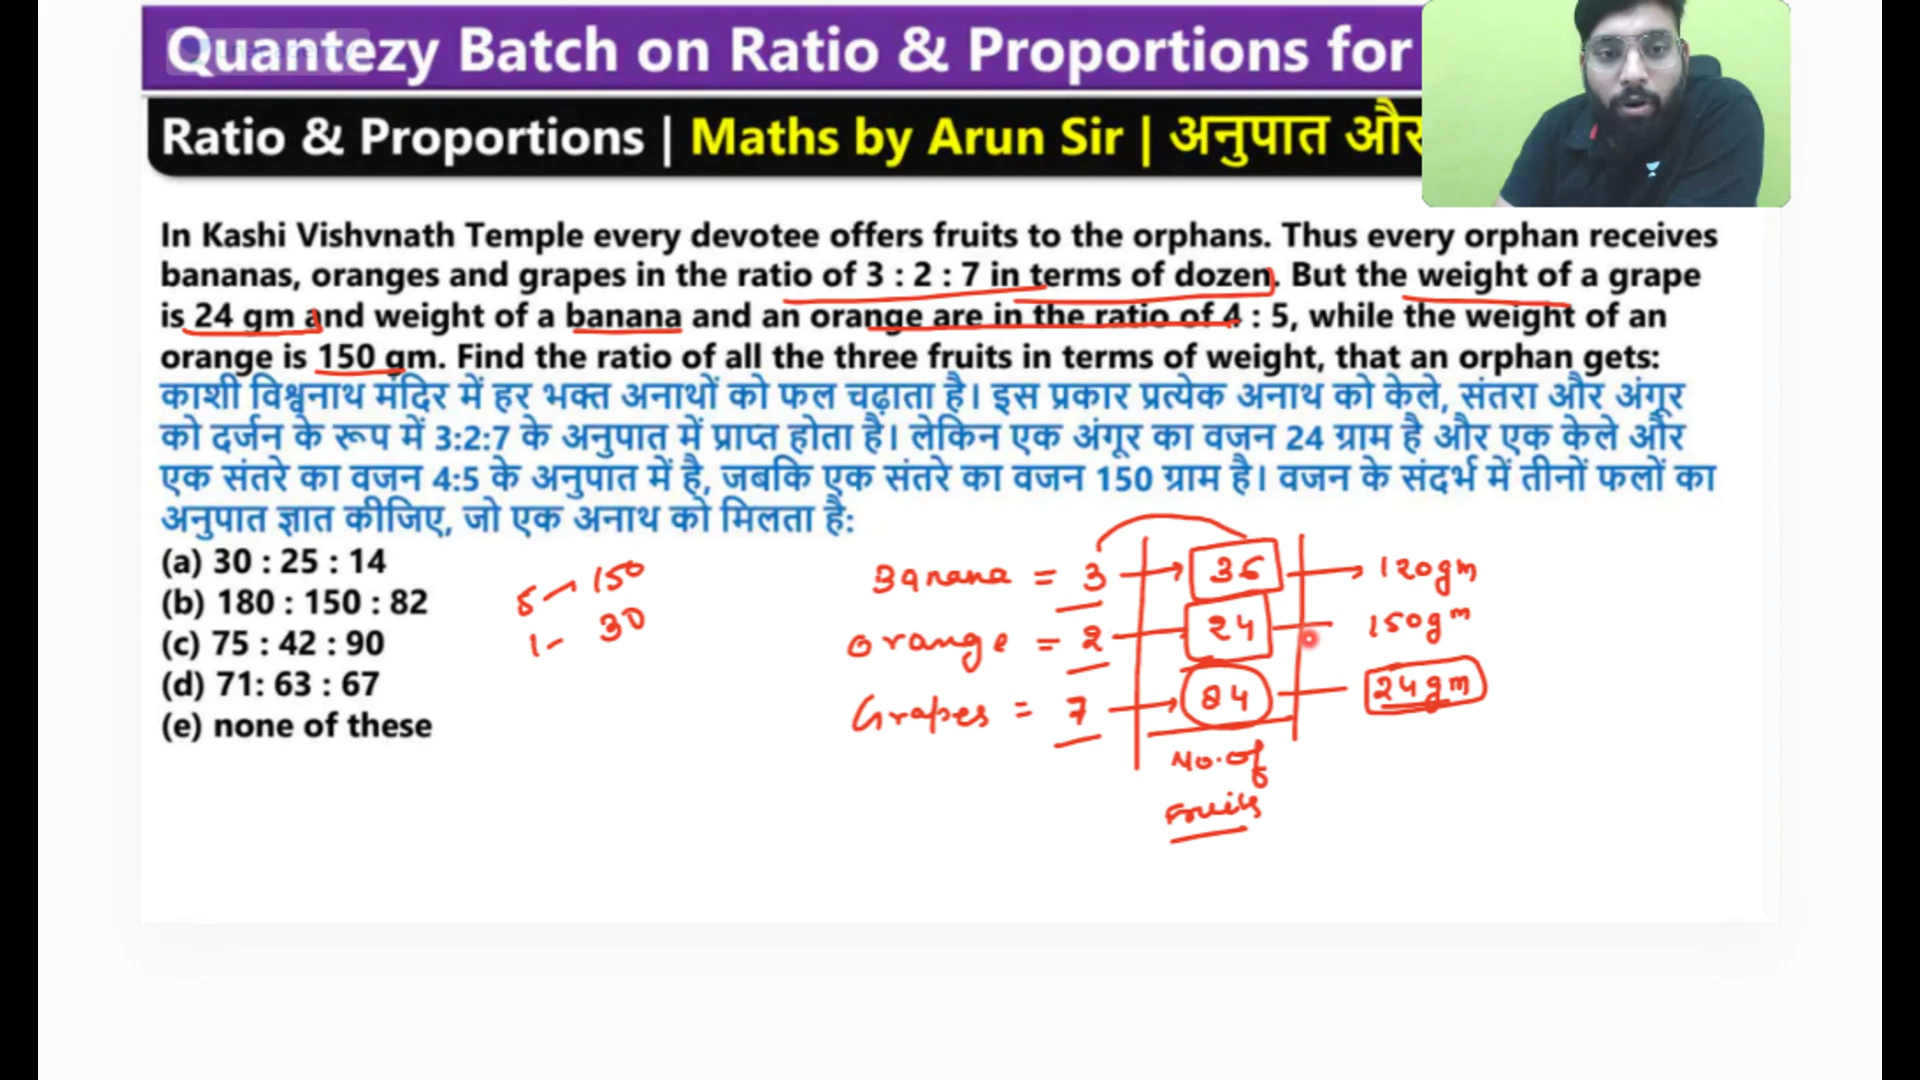 Quantezy Batch on Ratio & Proportions for
Ratio & Proportions | Maths by Arun Sir | अनुपात और
In Kashi Vishvnath Temple every devotee offers fruits to the orphans. Thus every orphan receives
bananas, oranges and grapes in the ratio of 3 : 2 : 7 in terms of dozen. But the weight of a grape
is 24 gm and weight of a banana and an orange are in the ratio of 4 : 5, while the weight of an
orange is 150 gm. Find the ratio of all the three fruits in terms of weight, that an orphan gets:
काशी विश्वनाथ मंदिर में हर भक्त अनाथों को फल चढ़ाता है। इस प्रकार प्रत्येक अनाथ को केले, संतरा और अंगूर
को दर्जन के रूप में 3:2:7 के अनुपात में प्राप्त होता है। लेकिन एक अंगूर का वजन 24 ग्राम है और एक केले और
एक संतरे का वजन 4:5 के अनुपात में है, जबकि एक संतरे का वजन 150 ग्राम है। वजन के संदर्भ में तीनों फलों का
अनुपात ज्ञात कीजिए, जो एक अनाथ को मिलता है:
(a) 30 : 25 : 14
(b) 180 : 150 : 82
(c) 75 : 42 : 90
(d) 71: 63 : 67
(e) none of these
5 150
1 - 30
Banana = 3 36 120gm
Orange = 2 24 150gm
Grapes = 7 84 24gm
No. of
Fruits